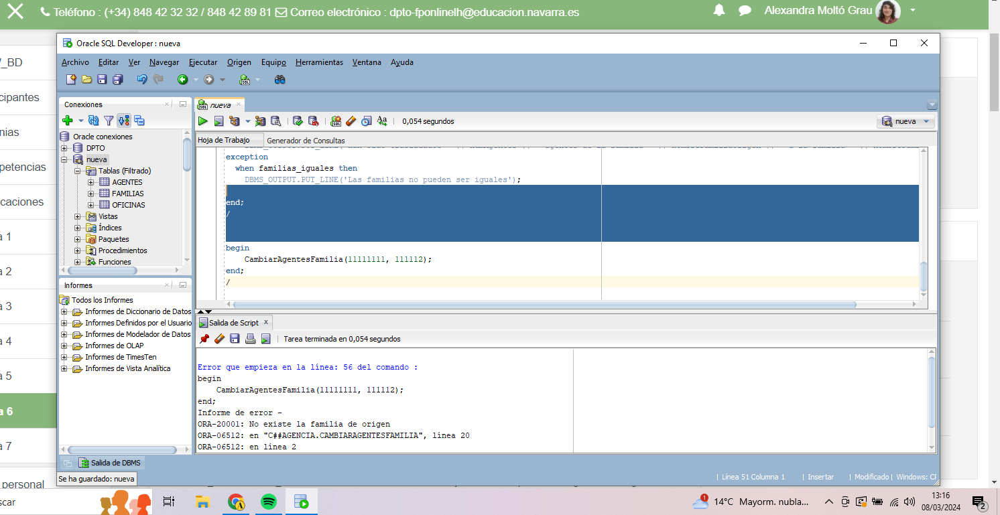 Teléfono : (+34) 848 42 32 32 / 848 42 89 81 Correo electrónico : dpto-fponlinelh@educacion.navarra.es
Alexandra Moltó Grau
Oracle SQL Developer : nueva
Archivo Editar Ver Navegar Ejecutar Origen Equipo Herramientas Ventana Ayuda
_BD
cipantes
nias
petencias
caciones
a 1
a 2
a 3
a 4
a 5
a 6
a 7
personal
Conexiones
Oracle conexiones
DPTO
nueva
Tablas (Filtrado)
AGENTES
FAMILIAS
OFICINAS
Vistas
Índices
Paquetes
Procedimientos
Funciones
Informes
Todos los Informes
Informes de Diccionario de Datos
Informes Definidos por el Usuario
Informes de Modelador de Datos
Informes de OLAP
Informes de TimesTen
Informes de Vista Analítica
nueva
0,054 segundos
nueva
Hoja de Trabajo Generador de Consultas
exception
when familias_iguales then
DBMS_OUTPUT.PUT_LINE('Las familias no pueden ser iguales');
end;
/
begin
CambiarAgentesFamilia(11111111, 111112);
end;
/
Salida de Script x
Tarea terminada en 0,054 segundos
Error que empieza en la línea: 56 del comando :
begin
CambiarAgentesFamilia(11111111, 111112);
end;
Informe de error -
ORA-20001: No existe la familia de origen
ORA-06512: en "C##AGENCIA.CAMBIARAGENTESFAMILIA", línea 20
ORA-06512: en línea 2
Salida de DBMS
Se ha guardado: nueva
| Línea 51 Columna 1 | Insertar | Modificado | Windows: CF
scar
1
14°C Mayorm. nubla...
13:16
08/03/2024
2